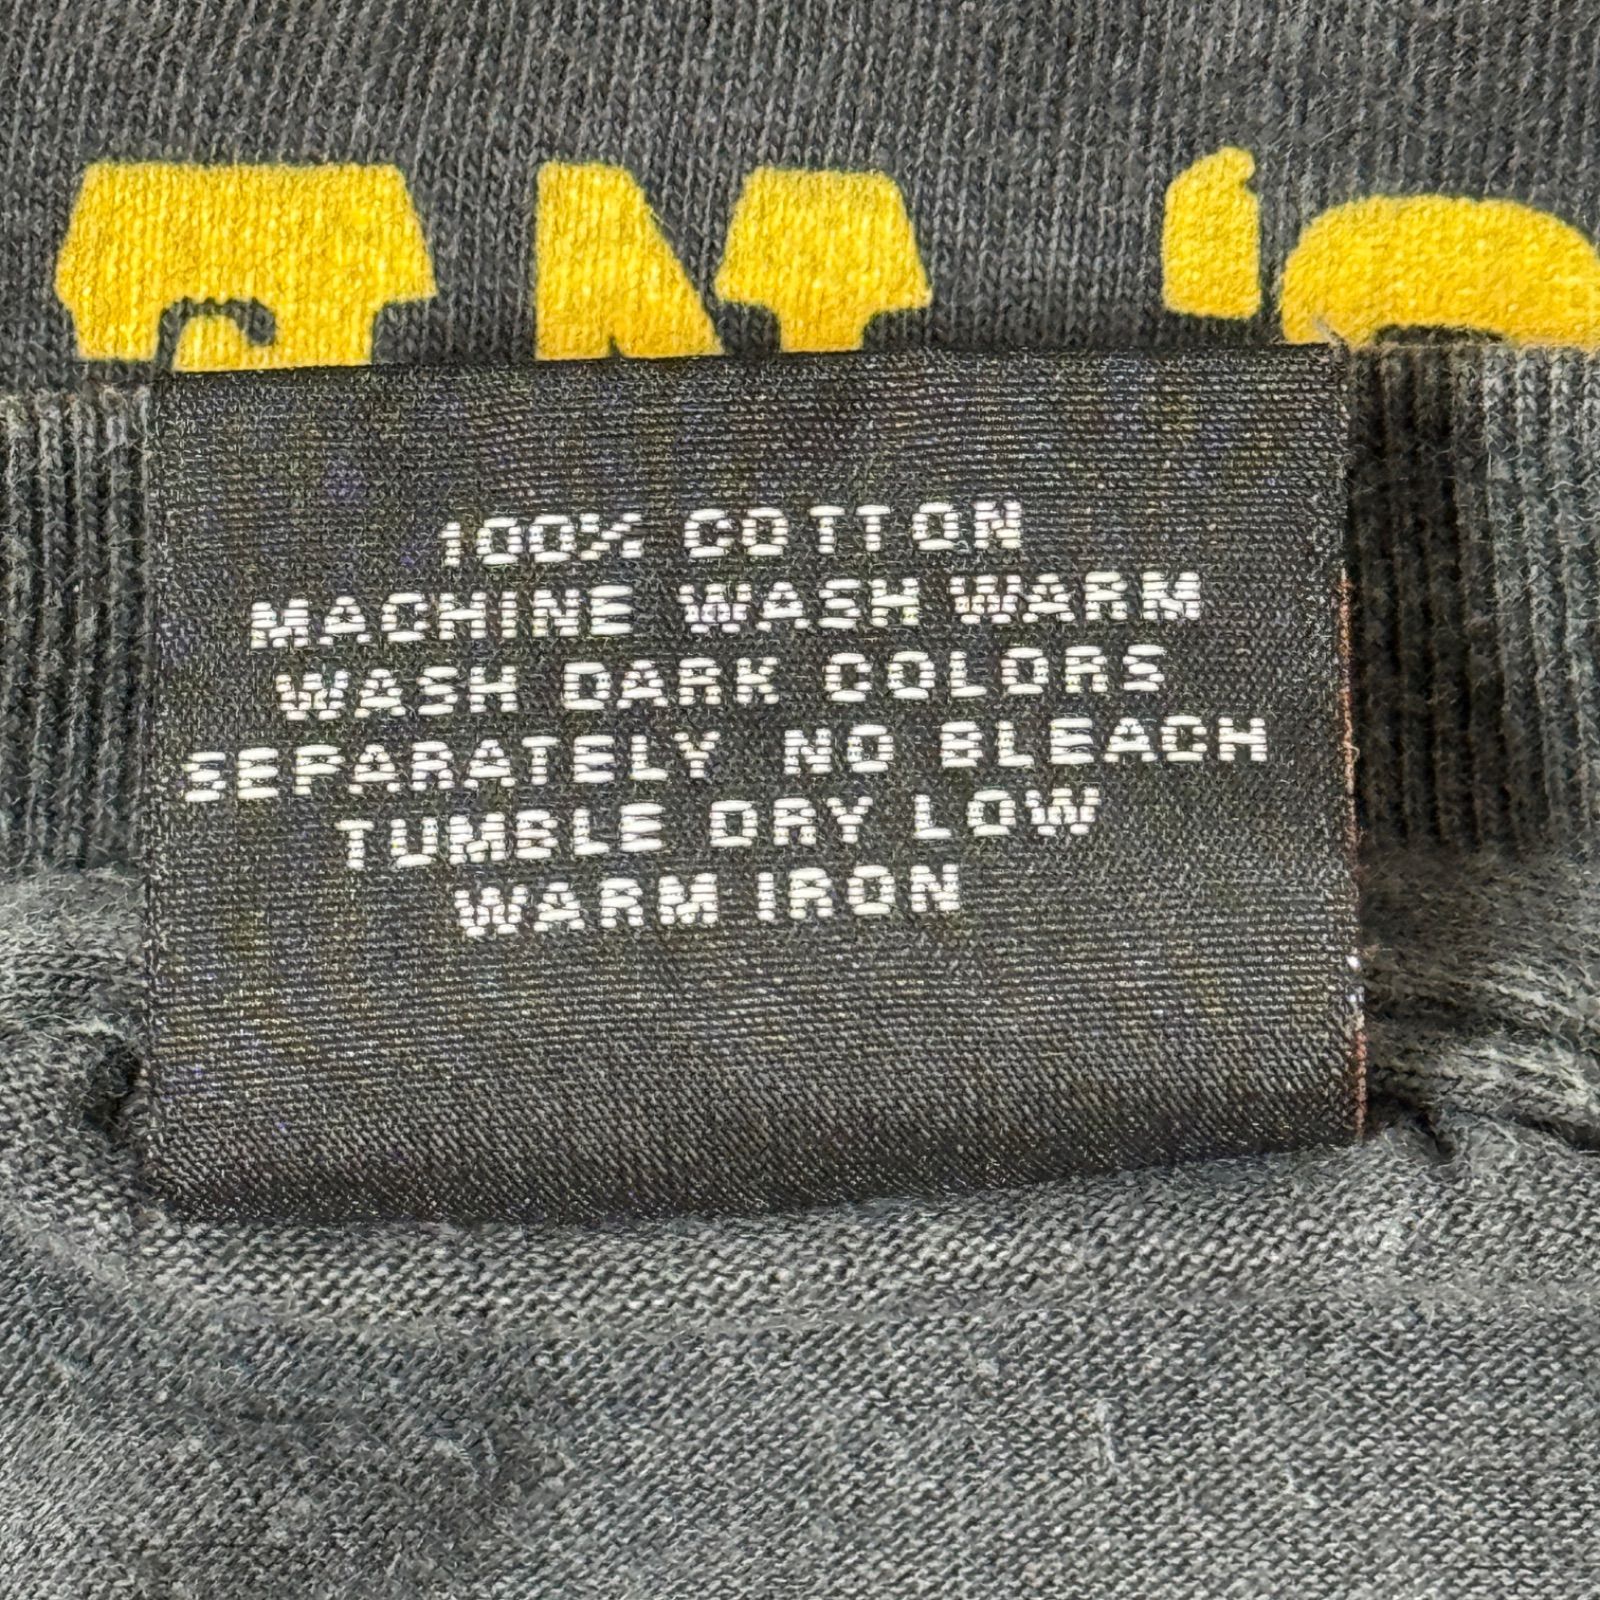 100% COTTON
MACHINE WASH WARM
WASH DARK COLORS
SEPARATELY NO BLEACH
TUMBLE DRY LOW
WARM IRON